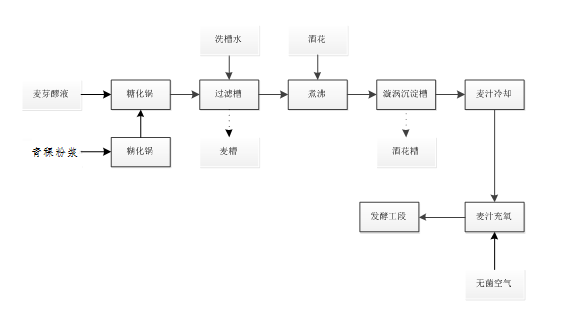 洗槽水
酒花
麦芽醪液
糖化锅
过滤槽
煮沸
漩涡沉淀槽
麦汁冷却
青稞粉浆
糊化锅
麦糟
酒花糟
发酵工段
麦汁充氧
无菌空气